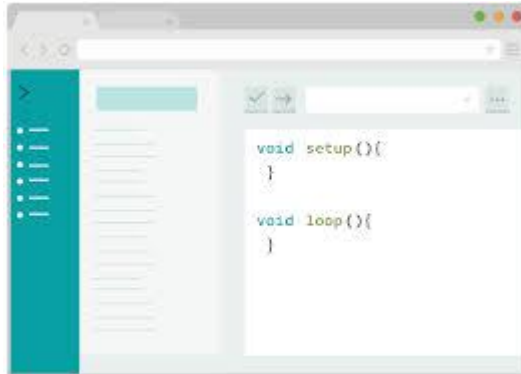 void setup(){
}
void loop(){
}